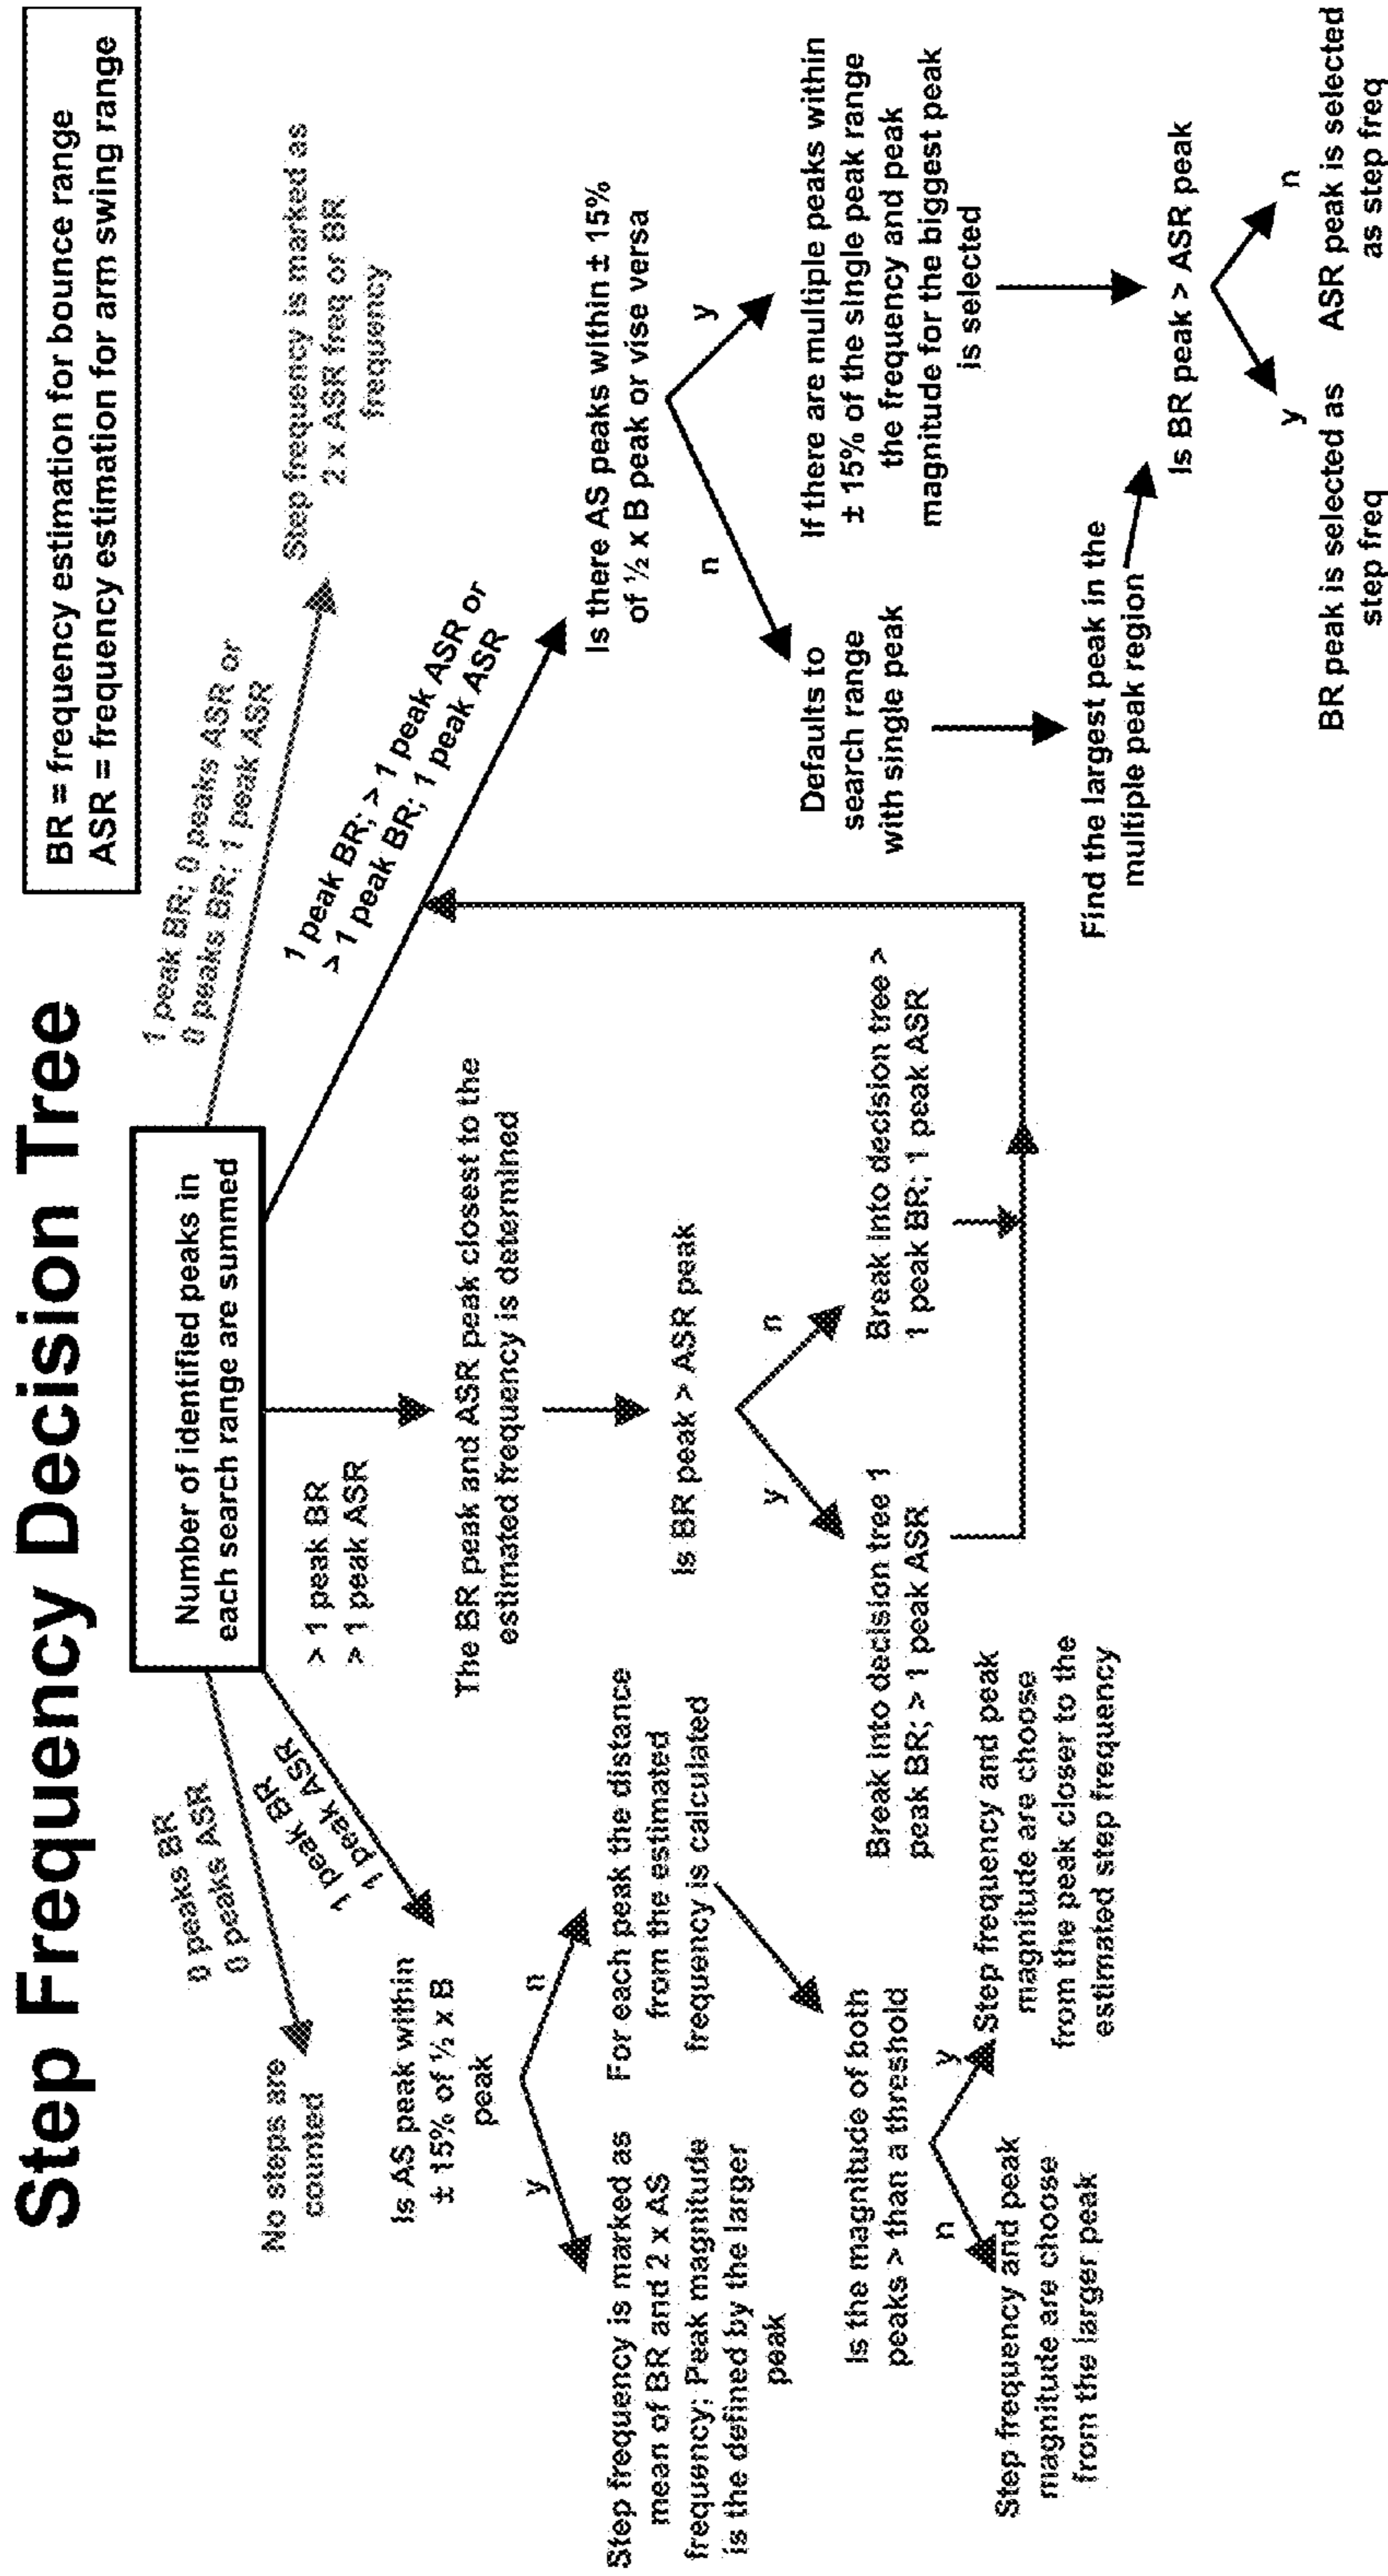 Step Frequency Decision Tree
BR = frequency estimation for bounce range
ASR = frequency estimation for arm swing range
Number of identified peaks in
each search range are summed
0 peaks BR
0 peaks ASR
No steps are
counted
1 peak BR
1 peak ASR
Is AS peak within
± 15% of ½ x B
peak
y
n
Step frequency is marked as
mean of BR and 2 x AS
frequency; Peak magnitude
is the defined by the larger
peak
For each peak the distance
from the estimated
frequency is calculated
Is the magnitude of both
peaks > than a threshold
n
y
Step frequency and peak
magnitude are choose
from the larger peak
Step frequency and peak
magnitude are choose
from the peak closer to the
estimated step frequency
> 1 peak BR
> 1 peak ASR
The BR peak and ASR peak closest to the
estimated frequency is determined
Is BR peak > ASR peak
y
n
Break into decision tree 1
peak BR; > 1 peak ASR
Break into decision tree >
1 peak BR; 1 peak ASR
1 peak BR; > 1 peak ASR or
> 1 peak BR; 1 peak ASR
Is there AS peaks within ± 15%
of ½ x B peak or vise versa
n
y
Defaults to
search range
with single peak
If there are multiple peaks within
± 15% of the single peak range
the frequency and peak
magnitude for the biggest peak
is selected
Find the largest peak in the
multiple peak region
Is BR peak > ASR peak
y
n
BR peak is selected as
step freq
ASR peak is selected
as step freq
1 peak BR; 0 peaks ASR or
0 peaks BR; 1 peak ASR
Step frequency is marked as
2 x ASR freq or BR
frequency